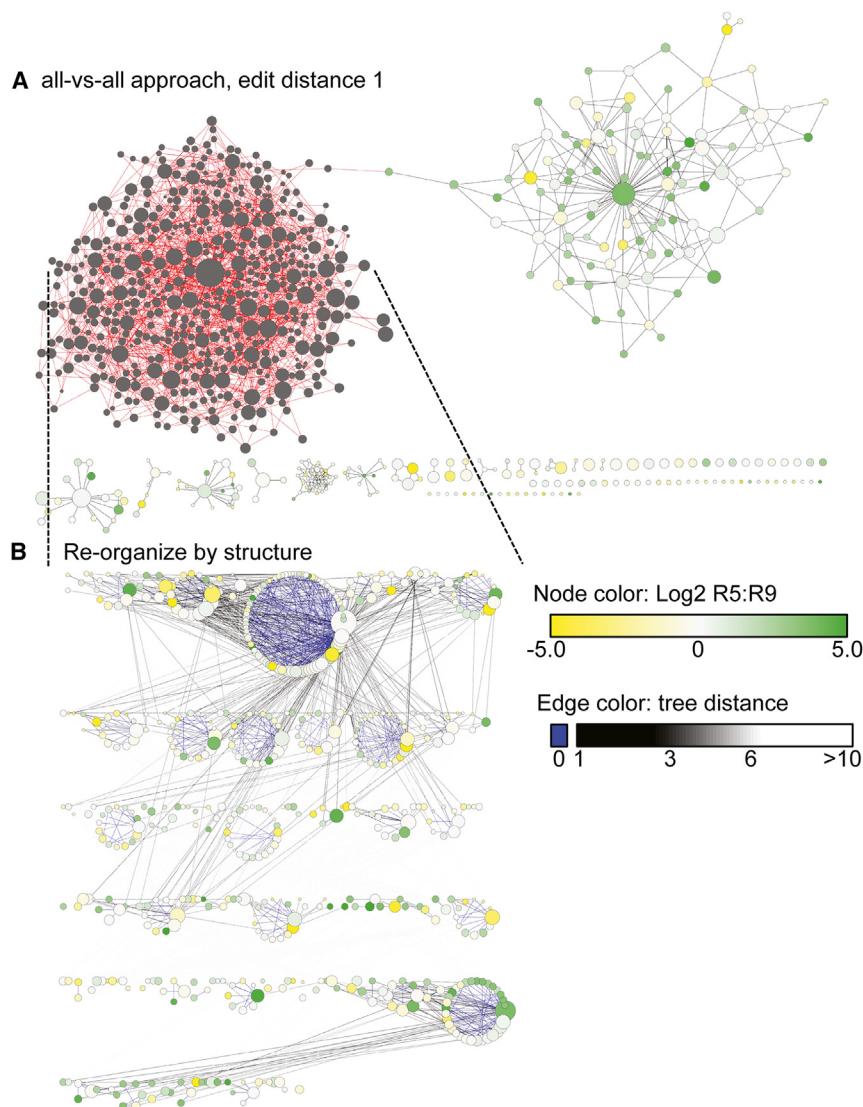 A all-vs-all approach, edit distance 1
B Re-organize by structure
Node color: Log2 R5:R9
-5.0 0 5.0
Edge color: tree distance
0 1 3 6 >10